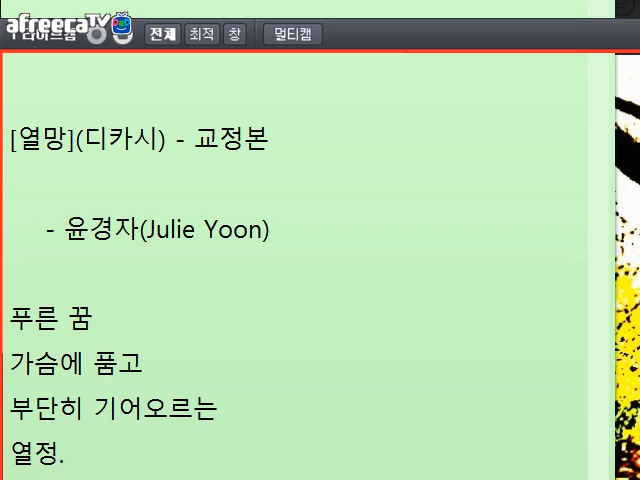 afreecaTV
전체 최적 창 멀티캠
[열망](디카시) - 교정본
- 윤경자(Julie Yoon)
푸른 꿈
가슴에 품고
부단히 기어오르는
열정.